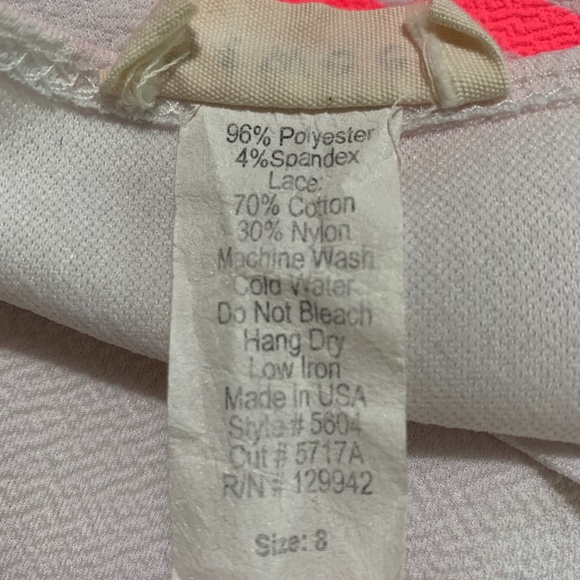 96% Polyester
4%Spandex
Lace:
70% Cotton
30% Nylon
Machine Wash
Cold Water
Do Not Bleach
Hang Dry
Low Iron
Made In USA
Style# 5604
Cut# 5717A
R/N# 129942
Size: 8